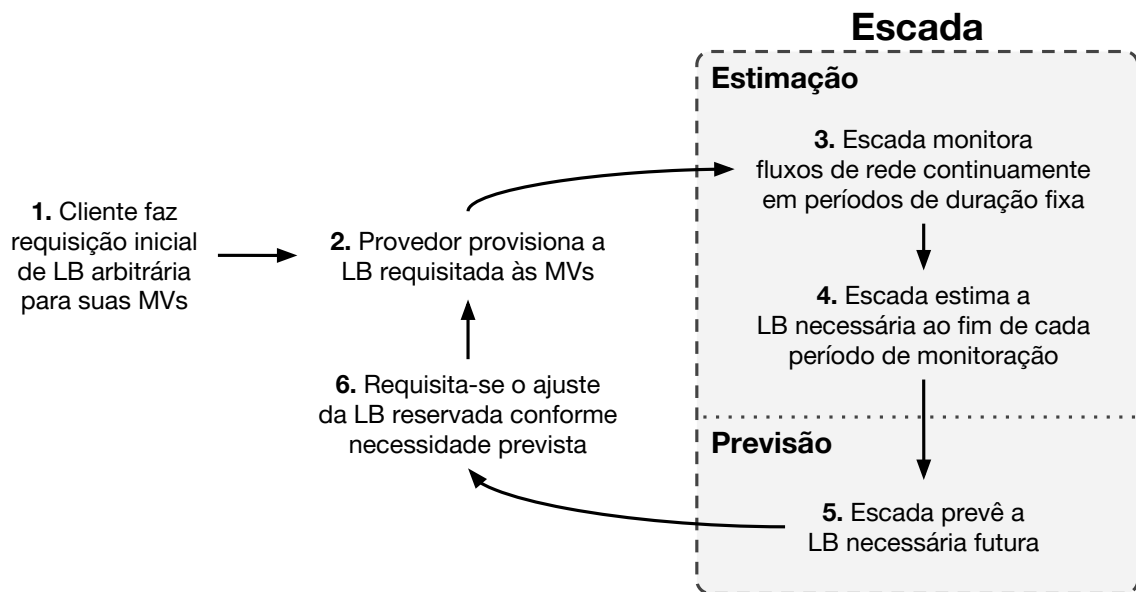 Escada
Estimação
3. Escada monitora
fluxos de rede continuamente
em períodos de duração fixa
1. Cliente faz
requisição inicial
de LB arbitrária
para suas MVs
2. Provedor provisiona a
LB requisitada às MVs
4. Escada estima a
LB necessária ao fim de cada
período de monitoração
6. Requisita-se o ajuste
da LB reservada conforme
necessidade prevista
Previsão
5. Escada prevê a
LB necessária futura